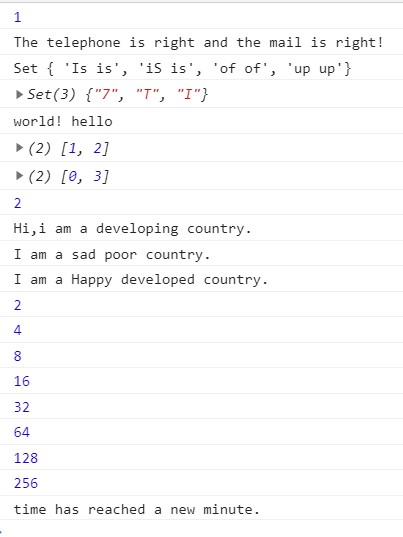 1
The telephone is right and the mail is right!
Set { 'Is is', 'iS is', 'of of', 'up up'}
Set(3) {"7", "T", "I"}
world! hello
(2) [1, 2]
(2) [0, 3]
2
Hi,i am a developing country.
I am a sad poor country.
I am a Happy developed country.
2
4
8
16
32
64
128
256
time has reached a new minute.